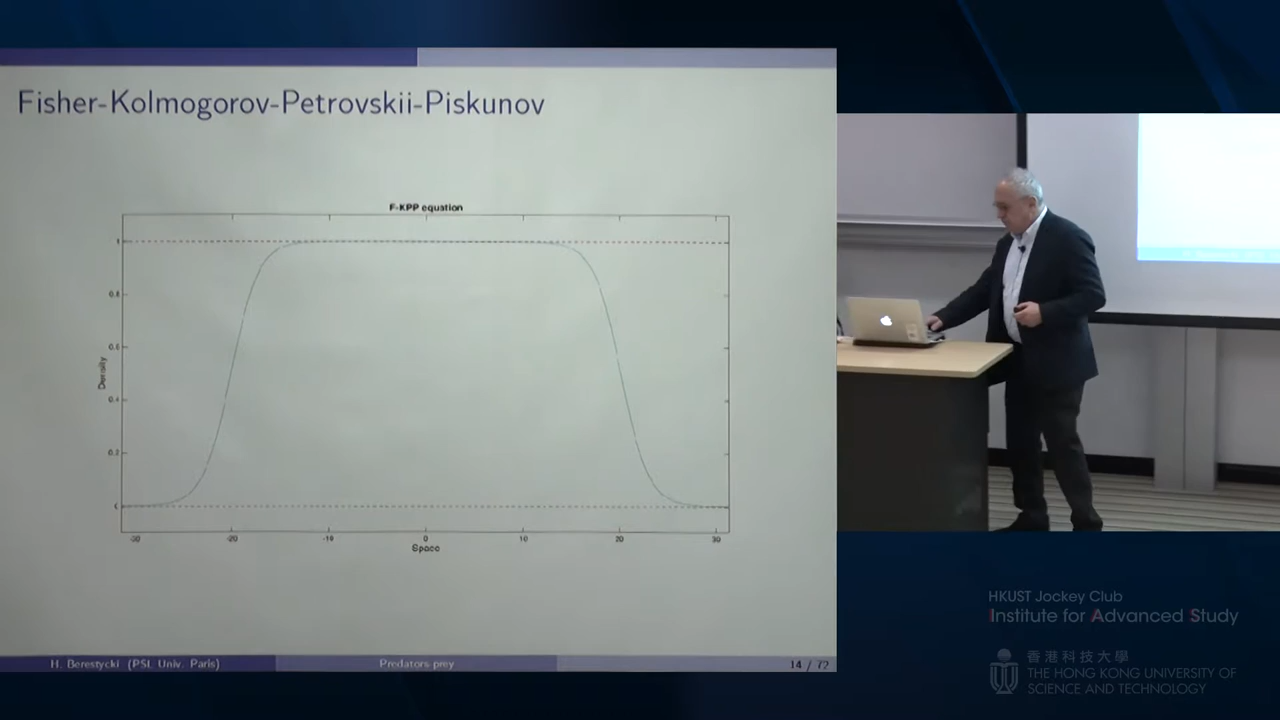 Fisher-Kolmogorov-Petrovskii-Piskunov
F-KPP equation
1
0.8
0.6
0.4
0.2
0
Density
-30 -20 -10 0 10 20 30
Space
H. Berestycki (PSL Univ. Paris) Predators-prey 14 / 72
HKUST Jockey Club
Institute for Advanced Study
香港科技大學
THE HONG KONG UNIVERSITY OF
SCIENCE AND TECHNOLOGY